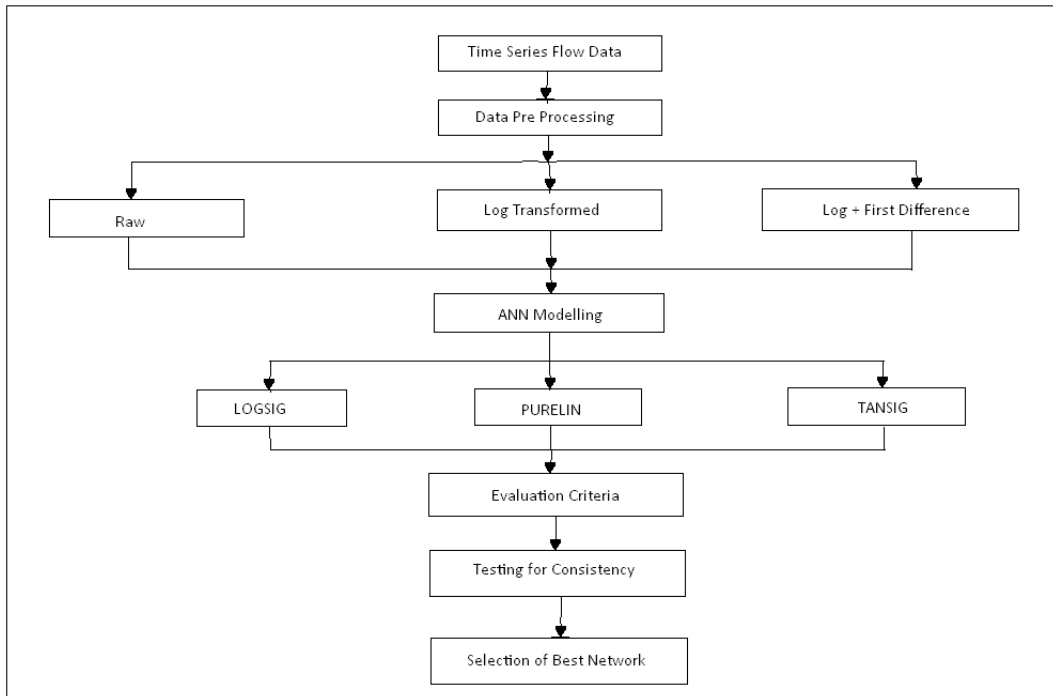 Time Series Flow Data
Data Pre Processing
Raw
Log Transformed
Log + First Difference
ANN Modelling
LOGSIG
PURELIN
TANSIG
Evaluation Criteria
Testing for Consistency
Selection of Best Network